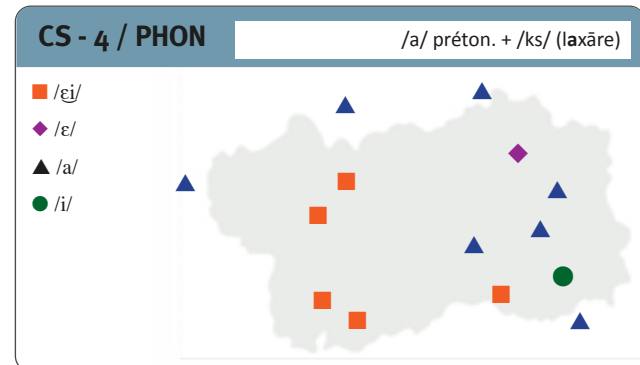 CS - 4 / PHON
/a/ préton. + /ks/ (laxāre)
/ɛi̯/
/ɛ/
/a/
/i/